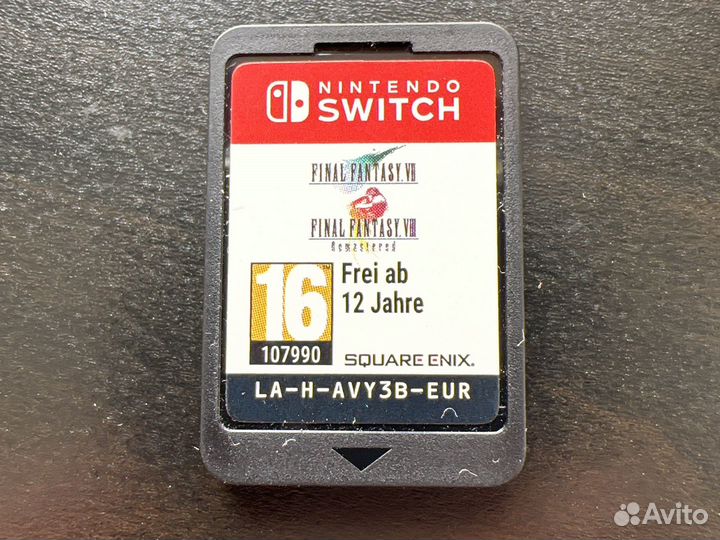 NINTENDO
SWITCH
FINAL FANTASY VII
FINAL FANTASY VIII
Remastered
16
107990
Frei ab
12 Jahre
SQUARE ENIX®
LA-H-AVY3B-EUR
Avito